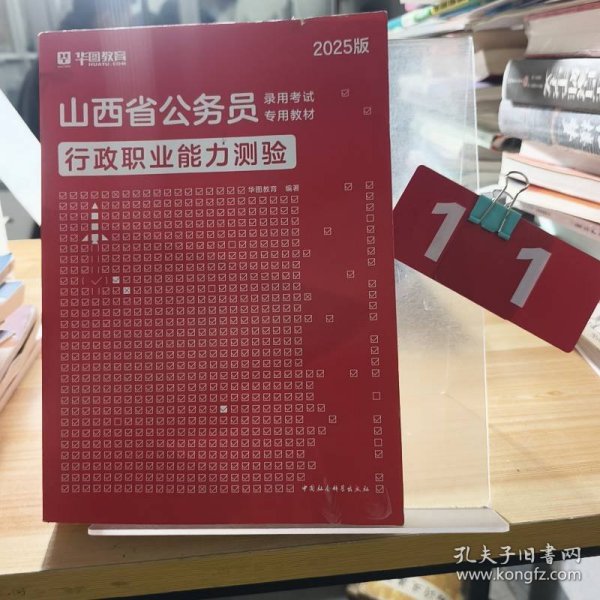 华图教育
HUATU.COM
2025版
山西省公务员
录用考试
专用教材
行政职业能力测验
华图教育 编著
中国社会科学出版社
1
1
孔夫子旧书网
www.kongfz.com